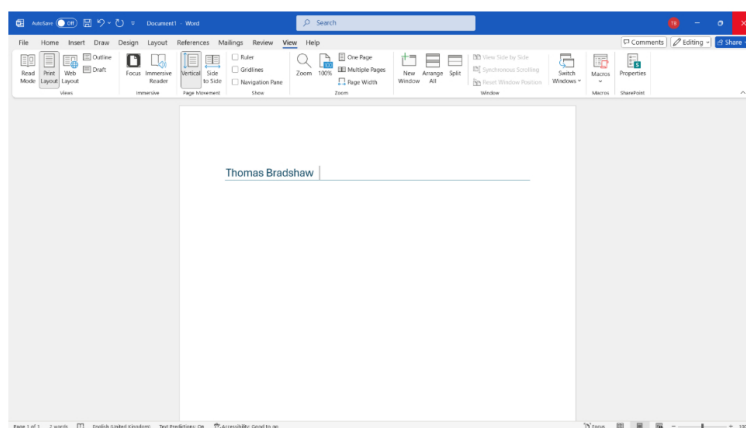 AutoSave Off Document1 - Word Search
File Home Insert Draw Design Layout References Mailings Review View Help Comments Editing Share
Read Mode
Print Layout
Web Layout
Outline
Draft
Views
Focus
Immersive Reader
Immersive
Vertical
Side to Side
Page Movement
Ruler
Gridlines
Navigation Pane
Show
Zoom
100%
One Page
Multiple Pages
Page Width
Zoom
New Window
Arrange All
Split
View Side by Side
Synchronous Scrolling
Reset Window Position
Switch Windows
Window
Macros
Macros
Properties
SharePoint
Thomas Bradshaw
Page 1 of 2 2 words English (United Kingdom) Text Predictions: On Accessibility: Good to go Focus